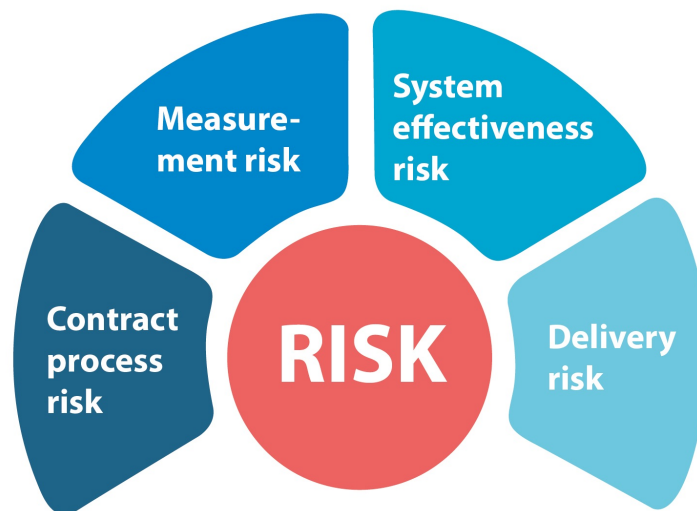 Measure-
ment risk
System
effectiveness
risk
Contract
process
risk
RISK
Delivery
risk